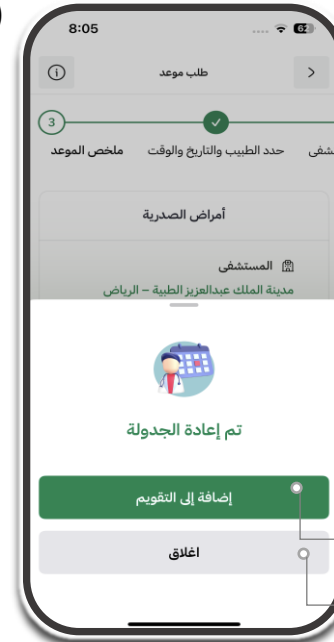 8:05
62
طلب موعد
حدد الطبيب والتاريخ والوقت
3
ملخص الموعد
أمراض الصدرية
المستشفى
مدينة الملك عبدالعزيز الطبية – الرياض
تم إعادة الجدولة
إضافة إلى التقويم
اغلاق